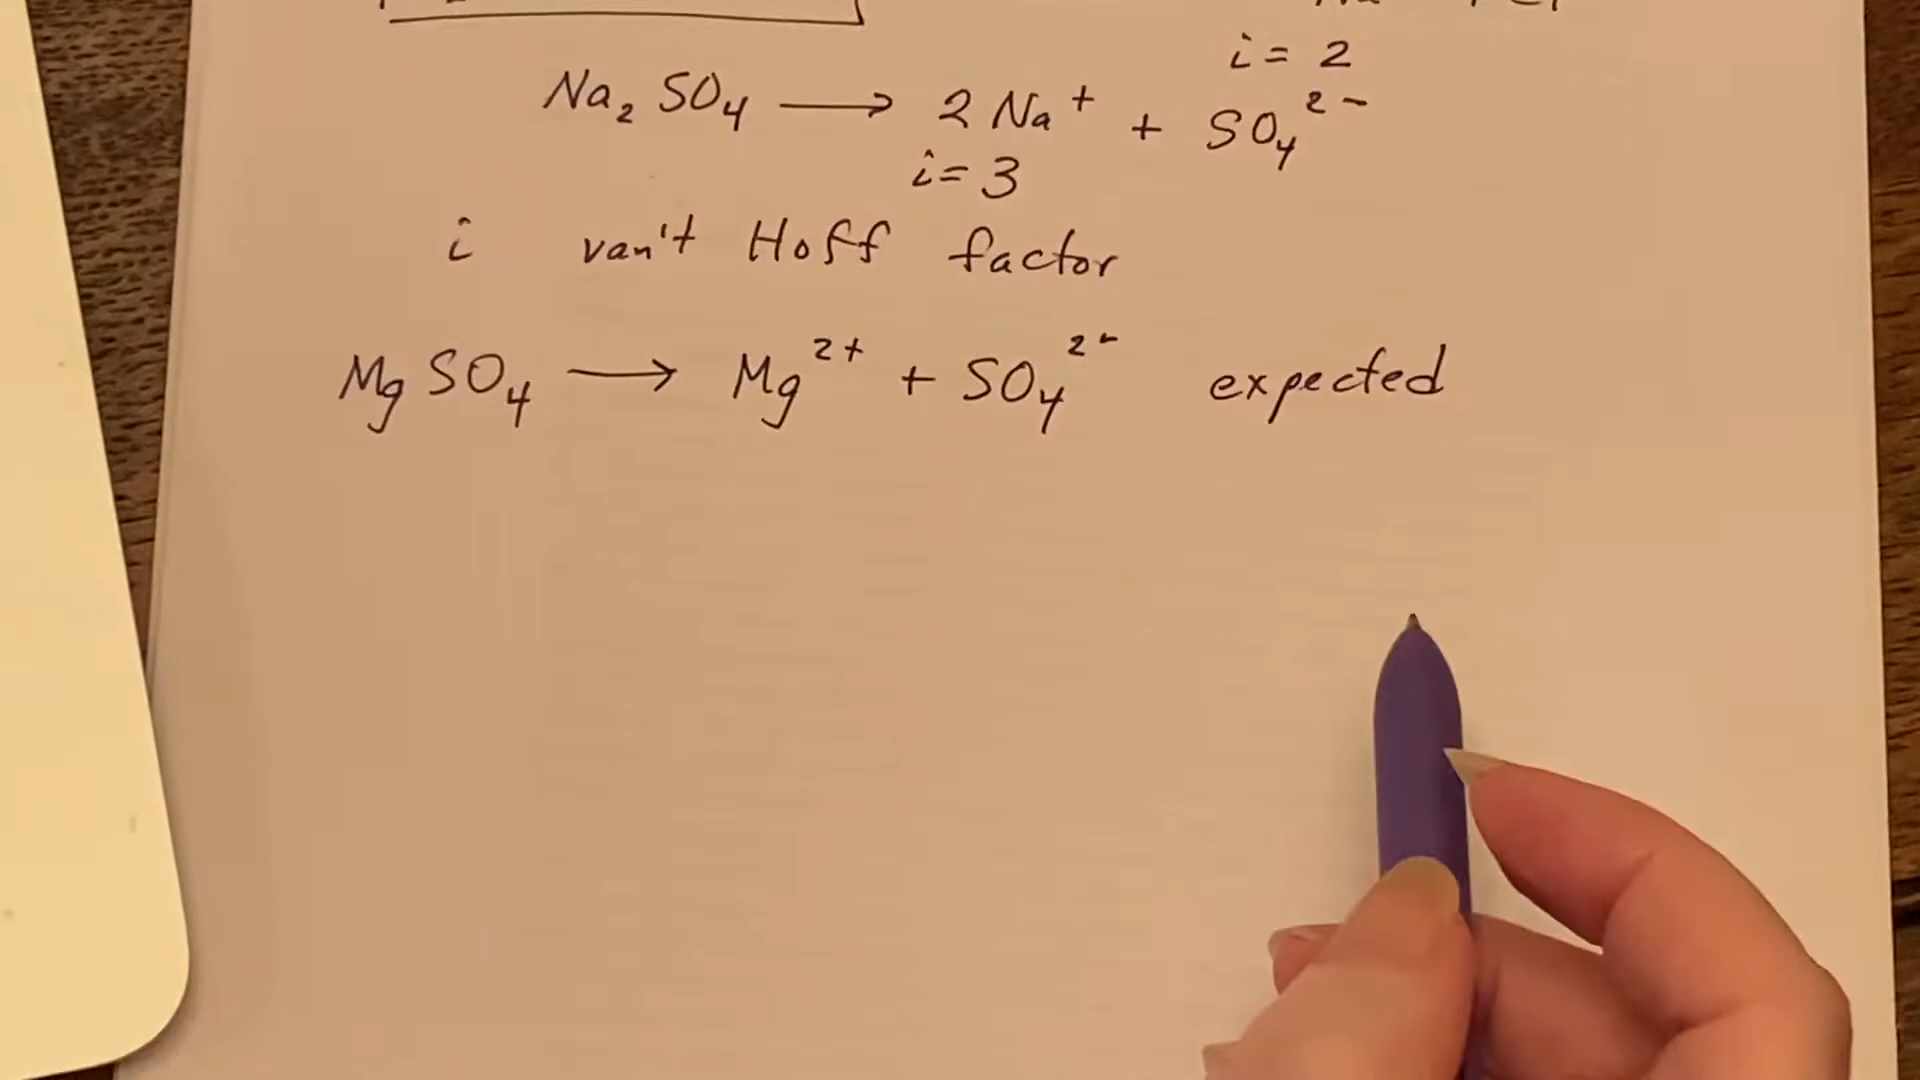 i = 2
Na₂SO₄ ⟶ 2 Na⁺ + SO₄²⁻
i = 3
i van't Hoff factor
MgSO₄ ⟶ Mg²⁺ + SO₄²⁻ expected